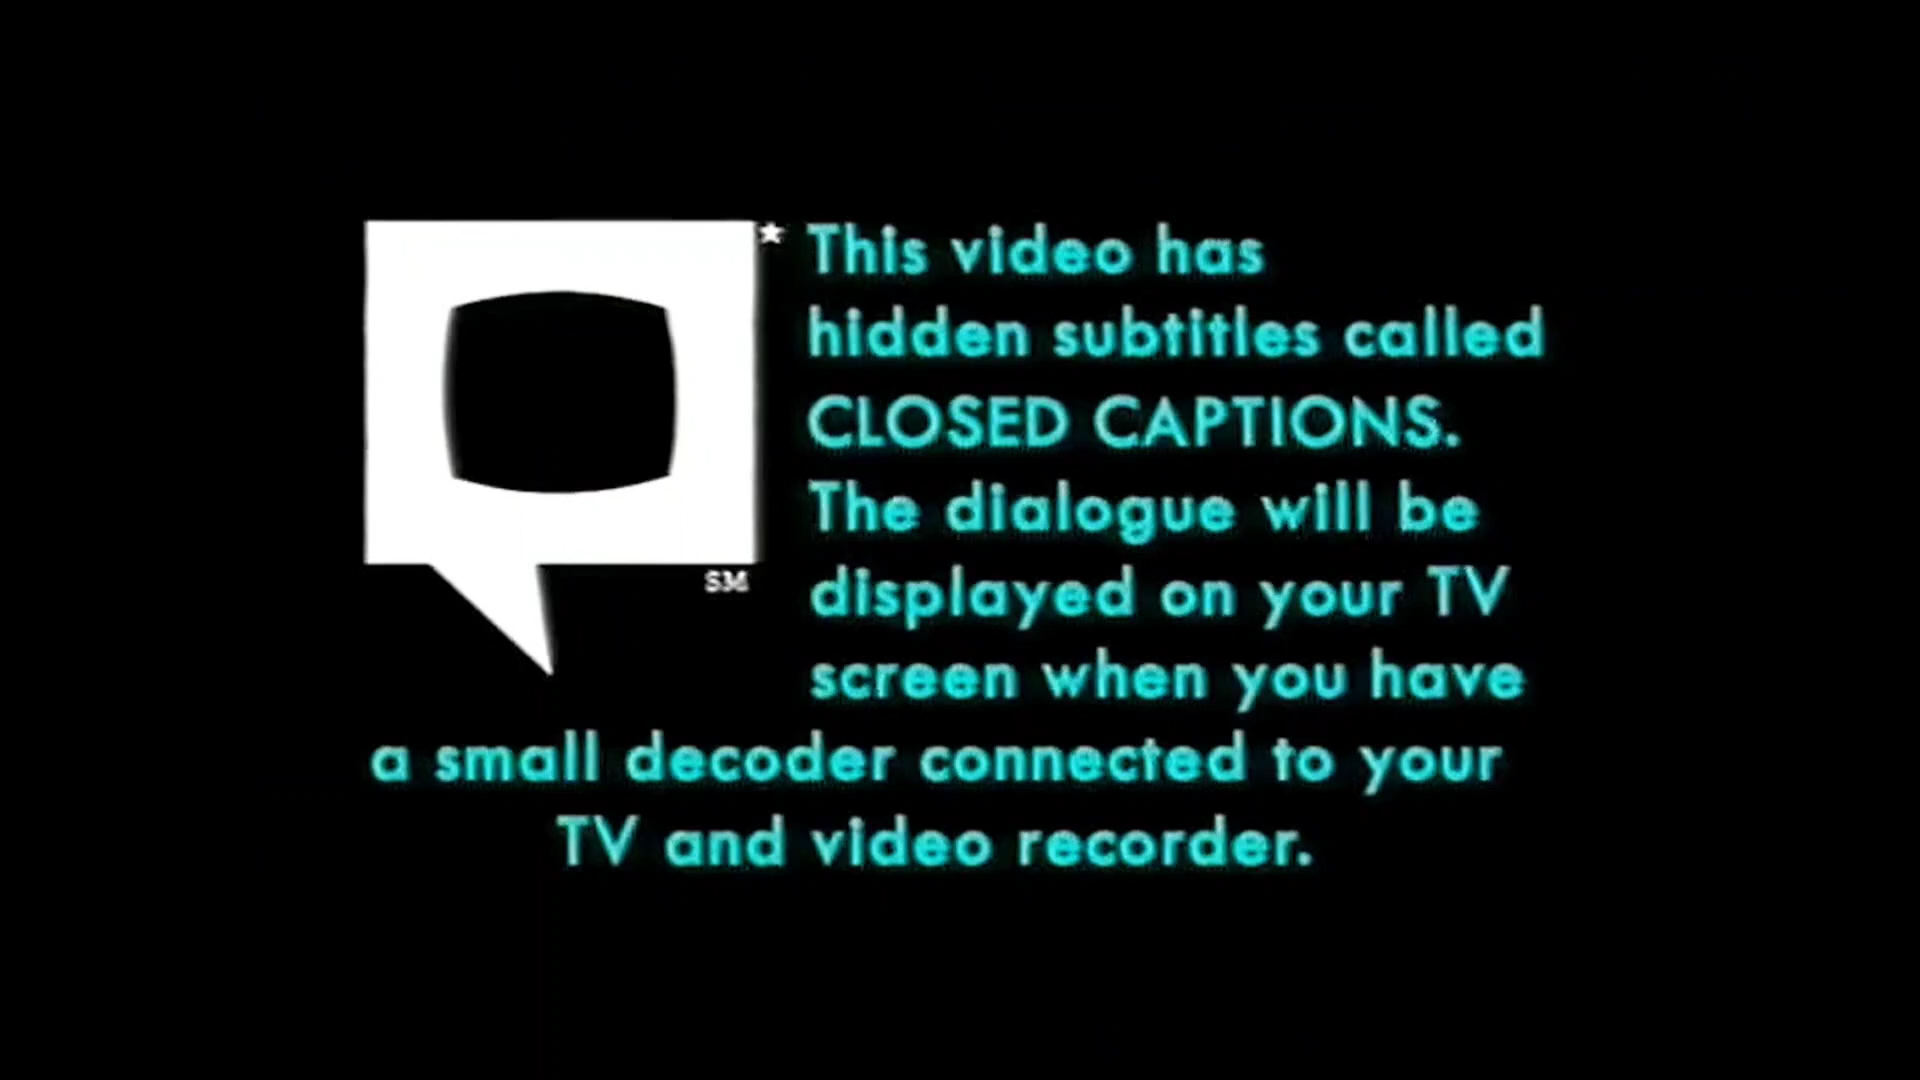 * This video has
hidden subtitles called
CLOSED CAPTIONS.
The dialogue will be
displayed on your TV
SM
screen when you have
a small decoder connected to your
TV and video recorder.